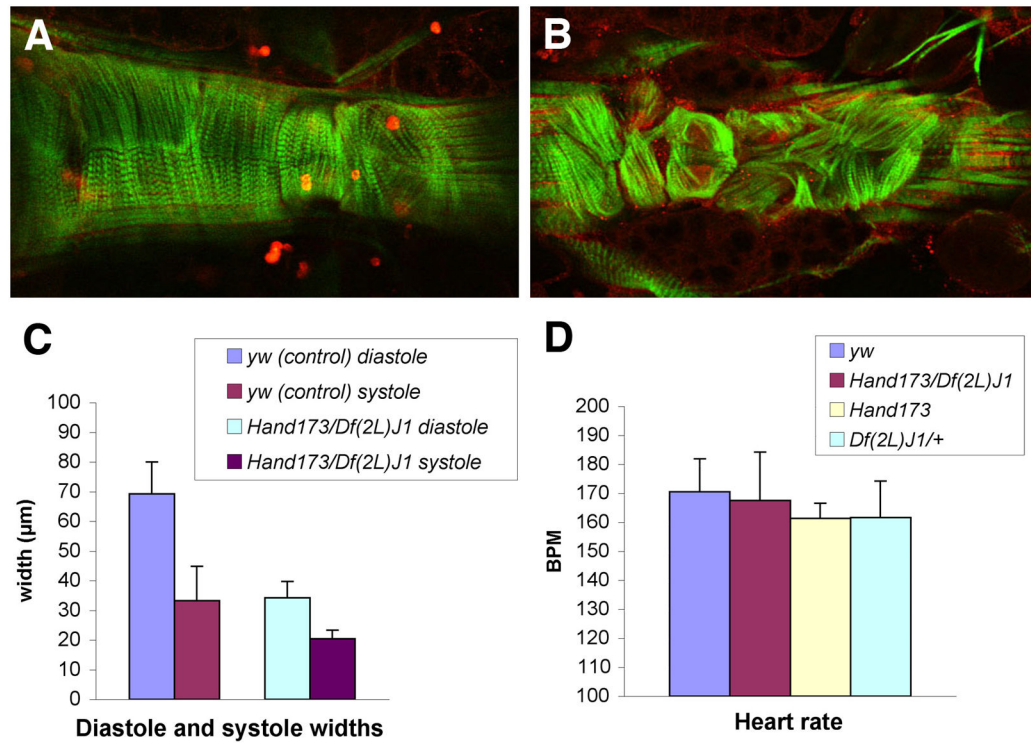 A
B
C
yw (control) diastole
yw (control) systole
Hand173/Df(2L)J1 diastole
Hand173/Df(2L)J1 systole
100
90
80
70
60
50
40
30
20
10
0
width (µm)
Diastole and systole widths
D
yw
Hand173/Df(2L)J1
Hand173
Df(2L)J1/+
200
190
180
170
160
150
140
130
120
110
100
BPM
Heart rate